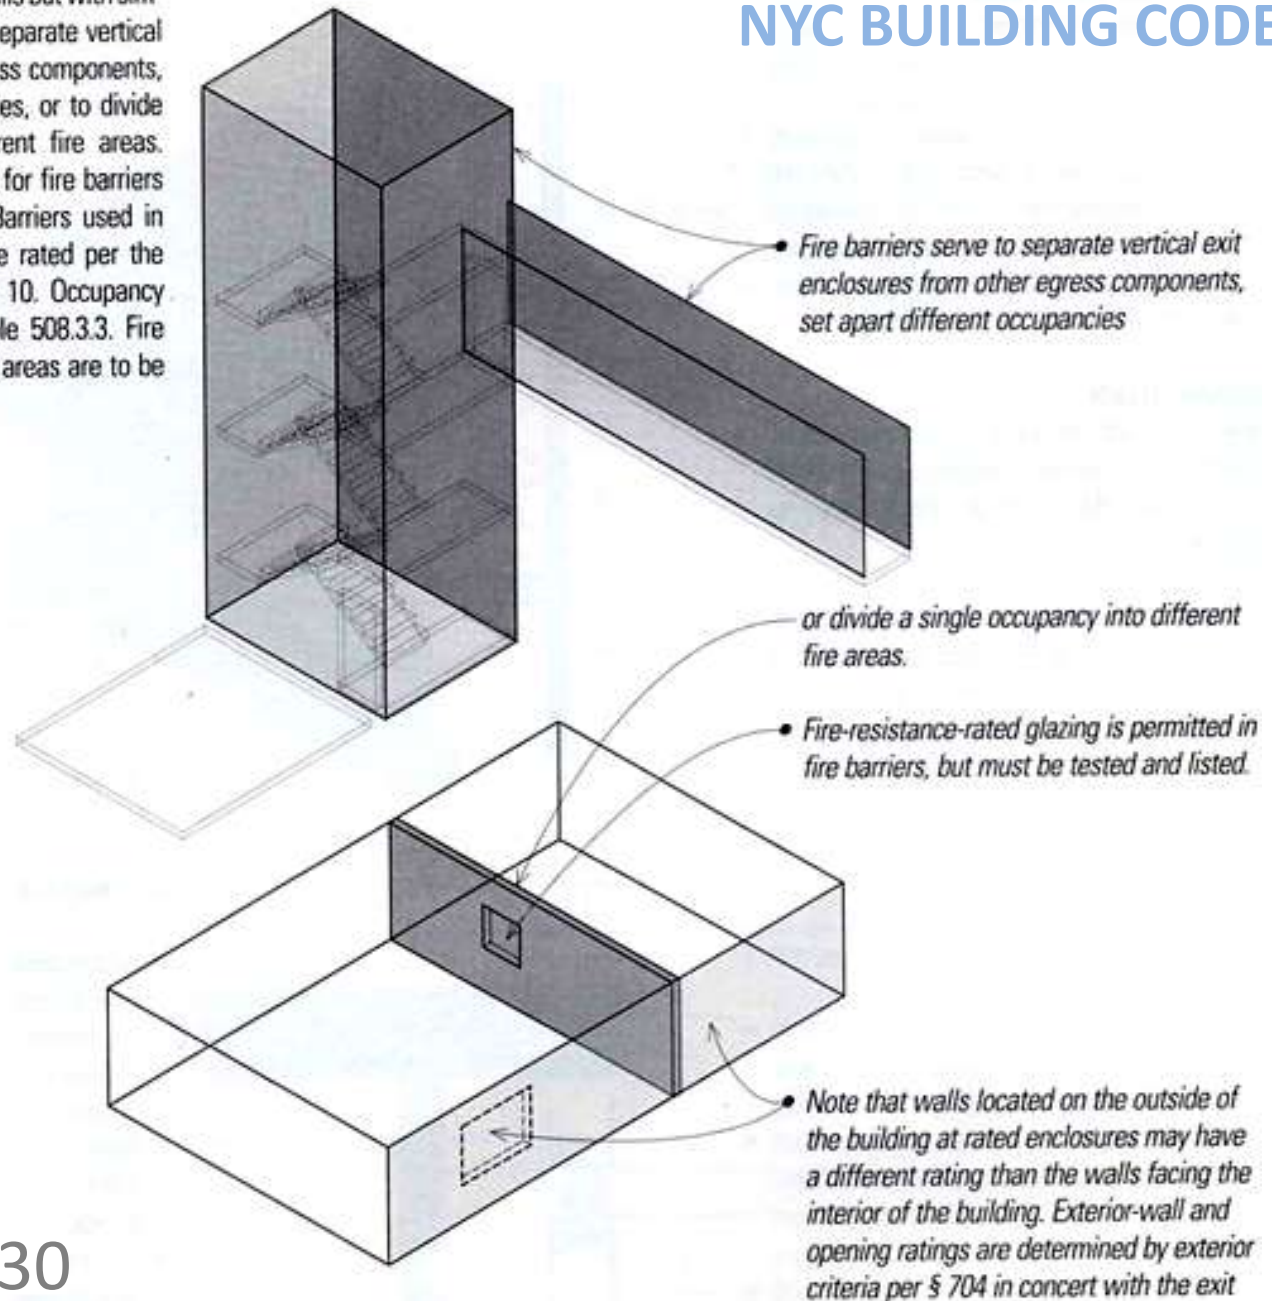 NYC BUILDING CODE
eparate vertical
ss components,
es, or to divide
rent fire areas.
for fire barriers
Barriers used in
e rated per the
10. Occupancy
le 508.3.3. Fire
areas are to be
• Fire barriers serve to separate vertical exit
enclosures from other egress components,
set apart different occupancies
or divide a single occupancy into different
fire areas.
• Fire-resistance-rated glazing is permitted in
fire barriers, but must be tested and listed.
• Note that walls located on the outside of
the building at rated enclosures may have
a different rating than the walls facing the
interior of the building. Exterior-wall and
opening ratings are determined by exterior
criteria per § 704 in concert with the exit
30